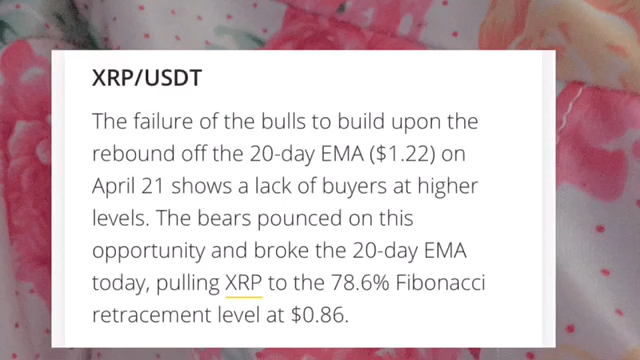 XRP/USDT
The failure of the bulls to build upon the
rebound off the 20-day EMA ($1.22) on
April 21 shows a lack of buyers at higher
levels. The bears pounced on this
opportunity and broke the 20-day EMA
today, pulling XRP to the 78.6% Fibonacci
retracement level at $0.86.